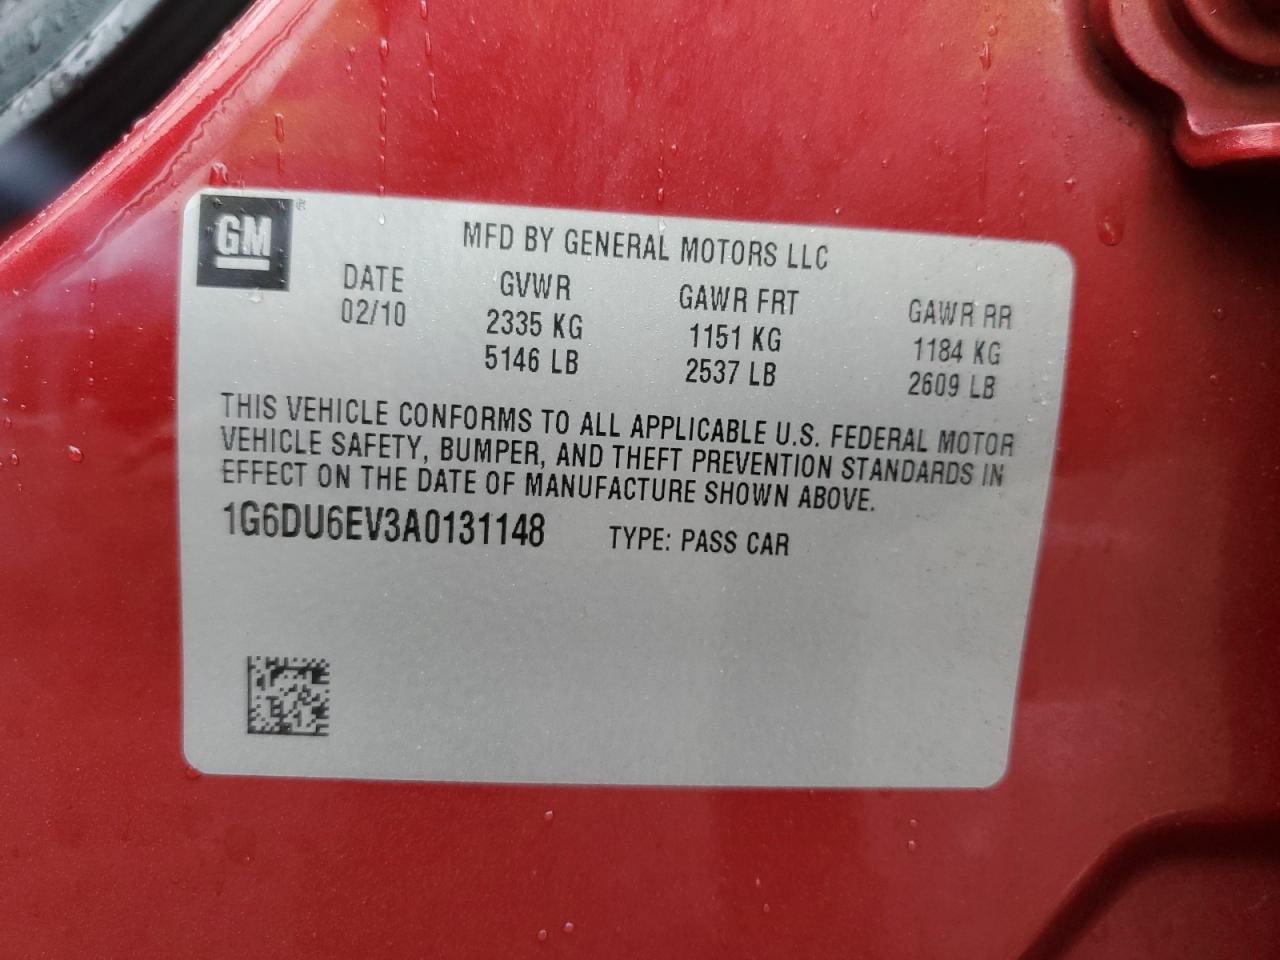 GM ®
MFD BY GENERAL MOTORS LLC
DATE GVWR GAWR FRT GAWR RR
02/10 2335 KG 1151 KG 1184 KG
5146 LB 2537 LB 2609 LB
THIS VEHICLE CONFORMS TO ALL APPLICABLE U.S. FEDERAL MOTOR
VEHICLE SAFETY, BUMPER, AND THEFT PREVENTION STANDARDS IN
EFFECT ON THE DATE OF MANUFACTURE SHOWN ABOVE.
1G6DU6EV3A0131148 TYPE: PASS CAR